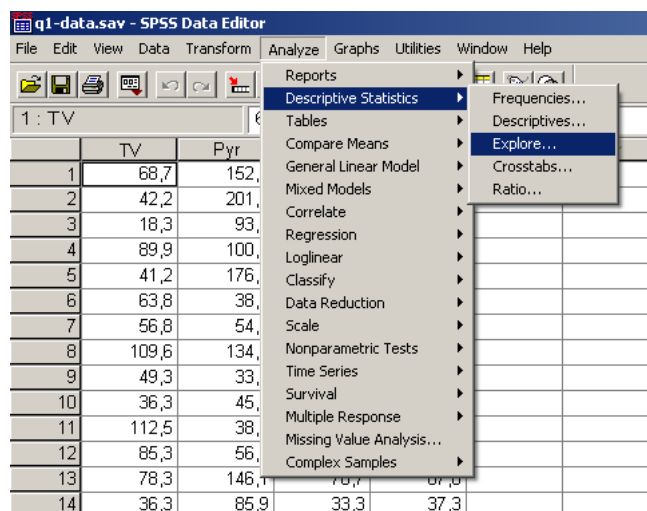 q1-data.sav - SPSS Data Editor
File Edit View Data Transform Analyze Graphs Utilities Window Help
1 : TV
Reports
Descriptive Statistics
Tables
Compare Means
General Linear Model
Mixed Models
Correlate
Regression
Loglinear
Classify
Data Reduction
Scale
Nonparametric Tests
Time Series
Survival
Multiple Response
Missing Value Analysis...
Complex Samples
Frequencies...
Descriptives...
Explore...
Crosstabs...
Ratio...
TV Pyr
1 68,7 152,
2 42,2 201,
3 18,3 93,
4 89,9 100,
5 41,2 176,
6 63,8 38,
7 56,8 54,
8 109,6 134,
9 49,3 33,
10 36,3 45,
11 112,5 38,
12 85,3 56,
13 78,3 146,1
14 36,3 85,9 33,3 37,3